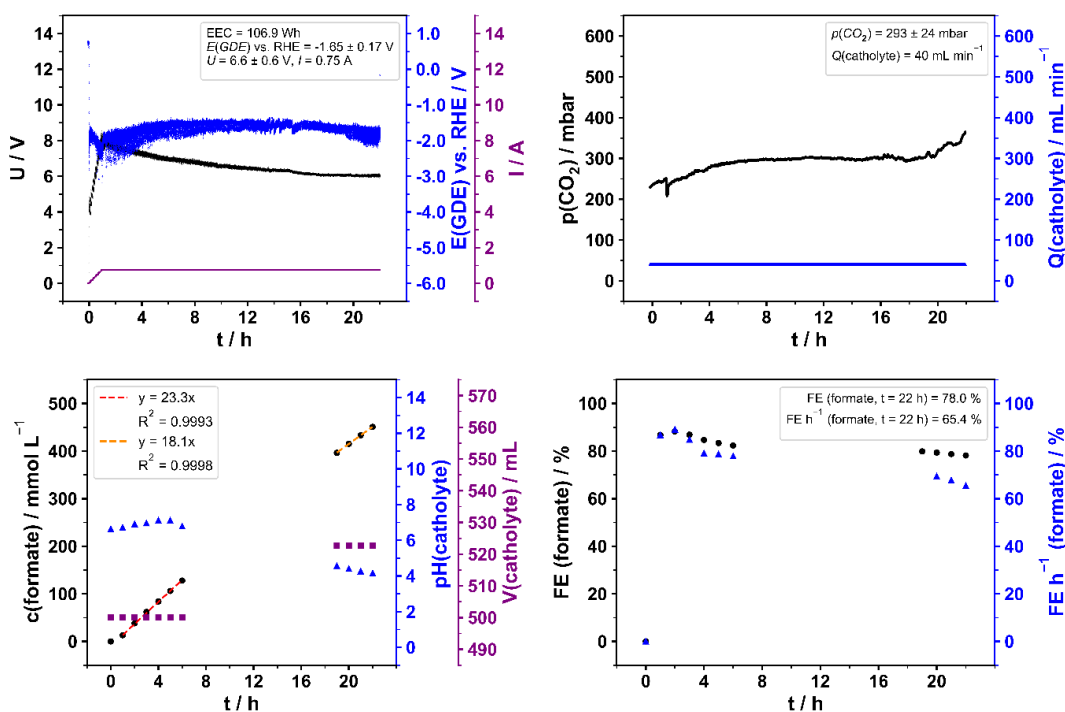 EEC = 106.9 Wh
E(GDE) vs. RHE = -1.65 ± 0.17 V
U = 6.6 ± 0.6 V, I = 0.75 A
U / V
14
12
10
8
6
4
2
0
E(GDE) vs. RHE / V
1.0
0.0
-1.0
-2.0
-3.0
-4.0
-5.0
-6.0
I / A
14
12
10
8
6
4
2
0
0 4 8 12 16 20
t / h
p(CO₂) = 293 ± 24 mbar
Q(catholyte) = 40 mL min⁻¹
p(CO₂) / mbar
600
500
400
300
200
100
0
Q(catholyte) / mL min⁻¹
600
500
400
300
200
100
0
0 4 8 12 16 20
t / h
y = 23.3x
R² = 0.9993
y = 18.1x
R² = 0.9998
c(formate) / mmol L⁻¹
500
450
400
350
300
250
200
150
100
50
0
pH(catholyte)
14
12
10
8
6
4
2
0
V(catholyte) / mL
570
560
550
540
530
520
510
500
490
0 4 8 12 16 20
t / h
FE (formate, t = 22 h) = 78.0 %
FE h⁻¹ (formate, t = 22 h) = 65.4 %
FE (formate) / %
100
80
60
40
20
0
FE h⁻¹ (formate) / %
100
80
60
40
20
0
0 4 8 12 16 20
t / h